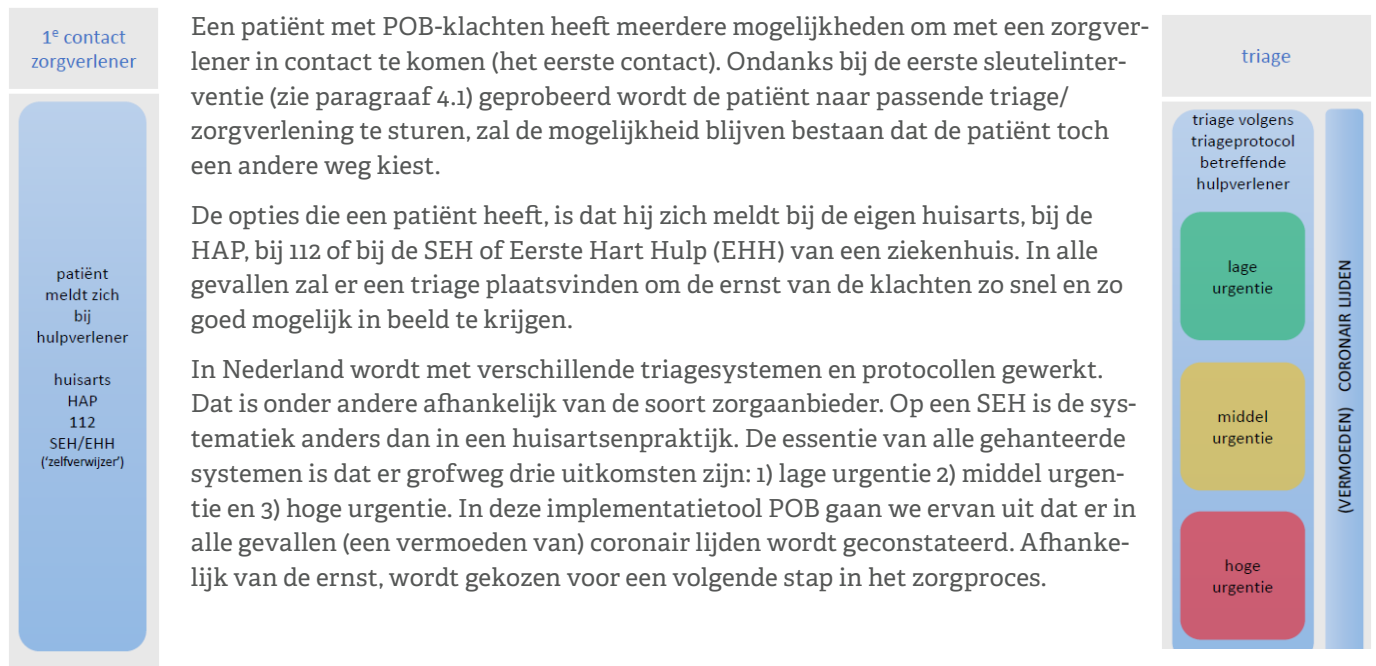 1e contact
zorgverlener
patiënt
meldt zich
bij
hulpverlener
huisarts
HAP
112
SEH/EHH
('zelfverwijzer')
Een patiënt met POB-klachten heeft meerdere mogelijkheden om met een zorgver-
lener in contact te komen (het eerste contact). Ondanks bij de eerste sleutelinter-
ventie (zie paragraaf 4.1) geprobeerd wordt de patiënt naar passende triage/
zorgverlening te sturen, zal de mogelijkheid blijven bestaan dat de patiënt toch
een andere weg kiest.
De opties die een patiënt heeft, is dat hij zich meldt bij de eigen huisarts, bij de
HAP, bij 112 of bij de SEH of Eerste Hart Hulp (EHH) van een ziekenhuis. In alle
gevallen zal er een triage plaatsvinden om de ernst van de klachten zo snel en zo
goed mogelijk in beeld te krijgen.
In Nederland wordt met verschillende triagesystemen en protocollen gewerkt.
Dat is onder andere afhankelijk van de soort zorgaanbieder. Op een SEH is de sys-
tematiek anders dan in een huisartsenpraktijk. De essentie van alle gehanteerde
systemen is dat er grofweg drie uitkomsten zijn: 1) lage urgentie 2) middel urgen-
tie en 3) hoge urgentie. In deze implementatietool POB gaan we ervan uit dat er in
alle gevallen (een vermoeden van) coronair lijden wordt geconstateerd. Afhanke-
lijk van de ernst, wordt gekozen voor een volgende stap in het zorgproces.
triage
triage volgens
triageprotocol
betreffende
hulpverlener
lage
urgentie
middel
urgentie
hoge
urgentie
(VERMOEDEN) CORONAIR LIJDEN